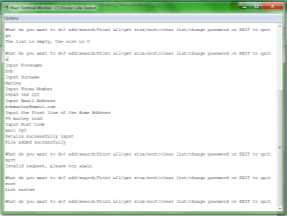 BlueJ: Terminal Window - CS Access Lake Cassie
Options
What do you want to do? add/search/Print all/get size/sort/clear list/change password or EXIT to quit
The list is empty, the size is 0
What do you want to do? add/search/Print all/get size/sort/clear list/change password or EXIT to quit
a
Input Forename
bob
Input Surname
marley
Input Phone Number
Input Email Address
bobmarley@email.com
Input the first line of the Home Address
99 marley road
Input Post Code
Details successfully input
File added successfully
What do you want to do? add/search/Print all/get size/sort/clear list/change password or EXIT to quit
Invalid request, please try again
What do you want to do? add/search/Print all/get size/sort/clear list/change password or EXIT to quit
sort
List sorted
What do you want to do? add/search/Print all/get size/sort/clear list/change password or EXIT to quit